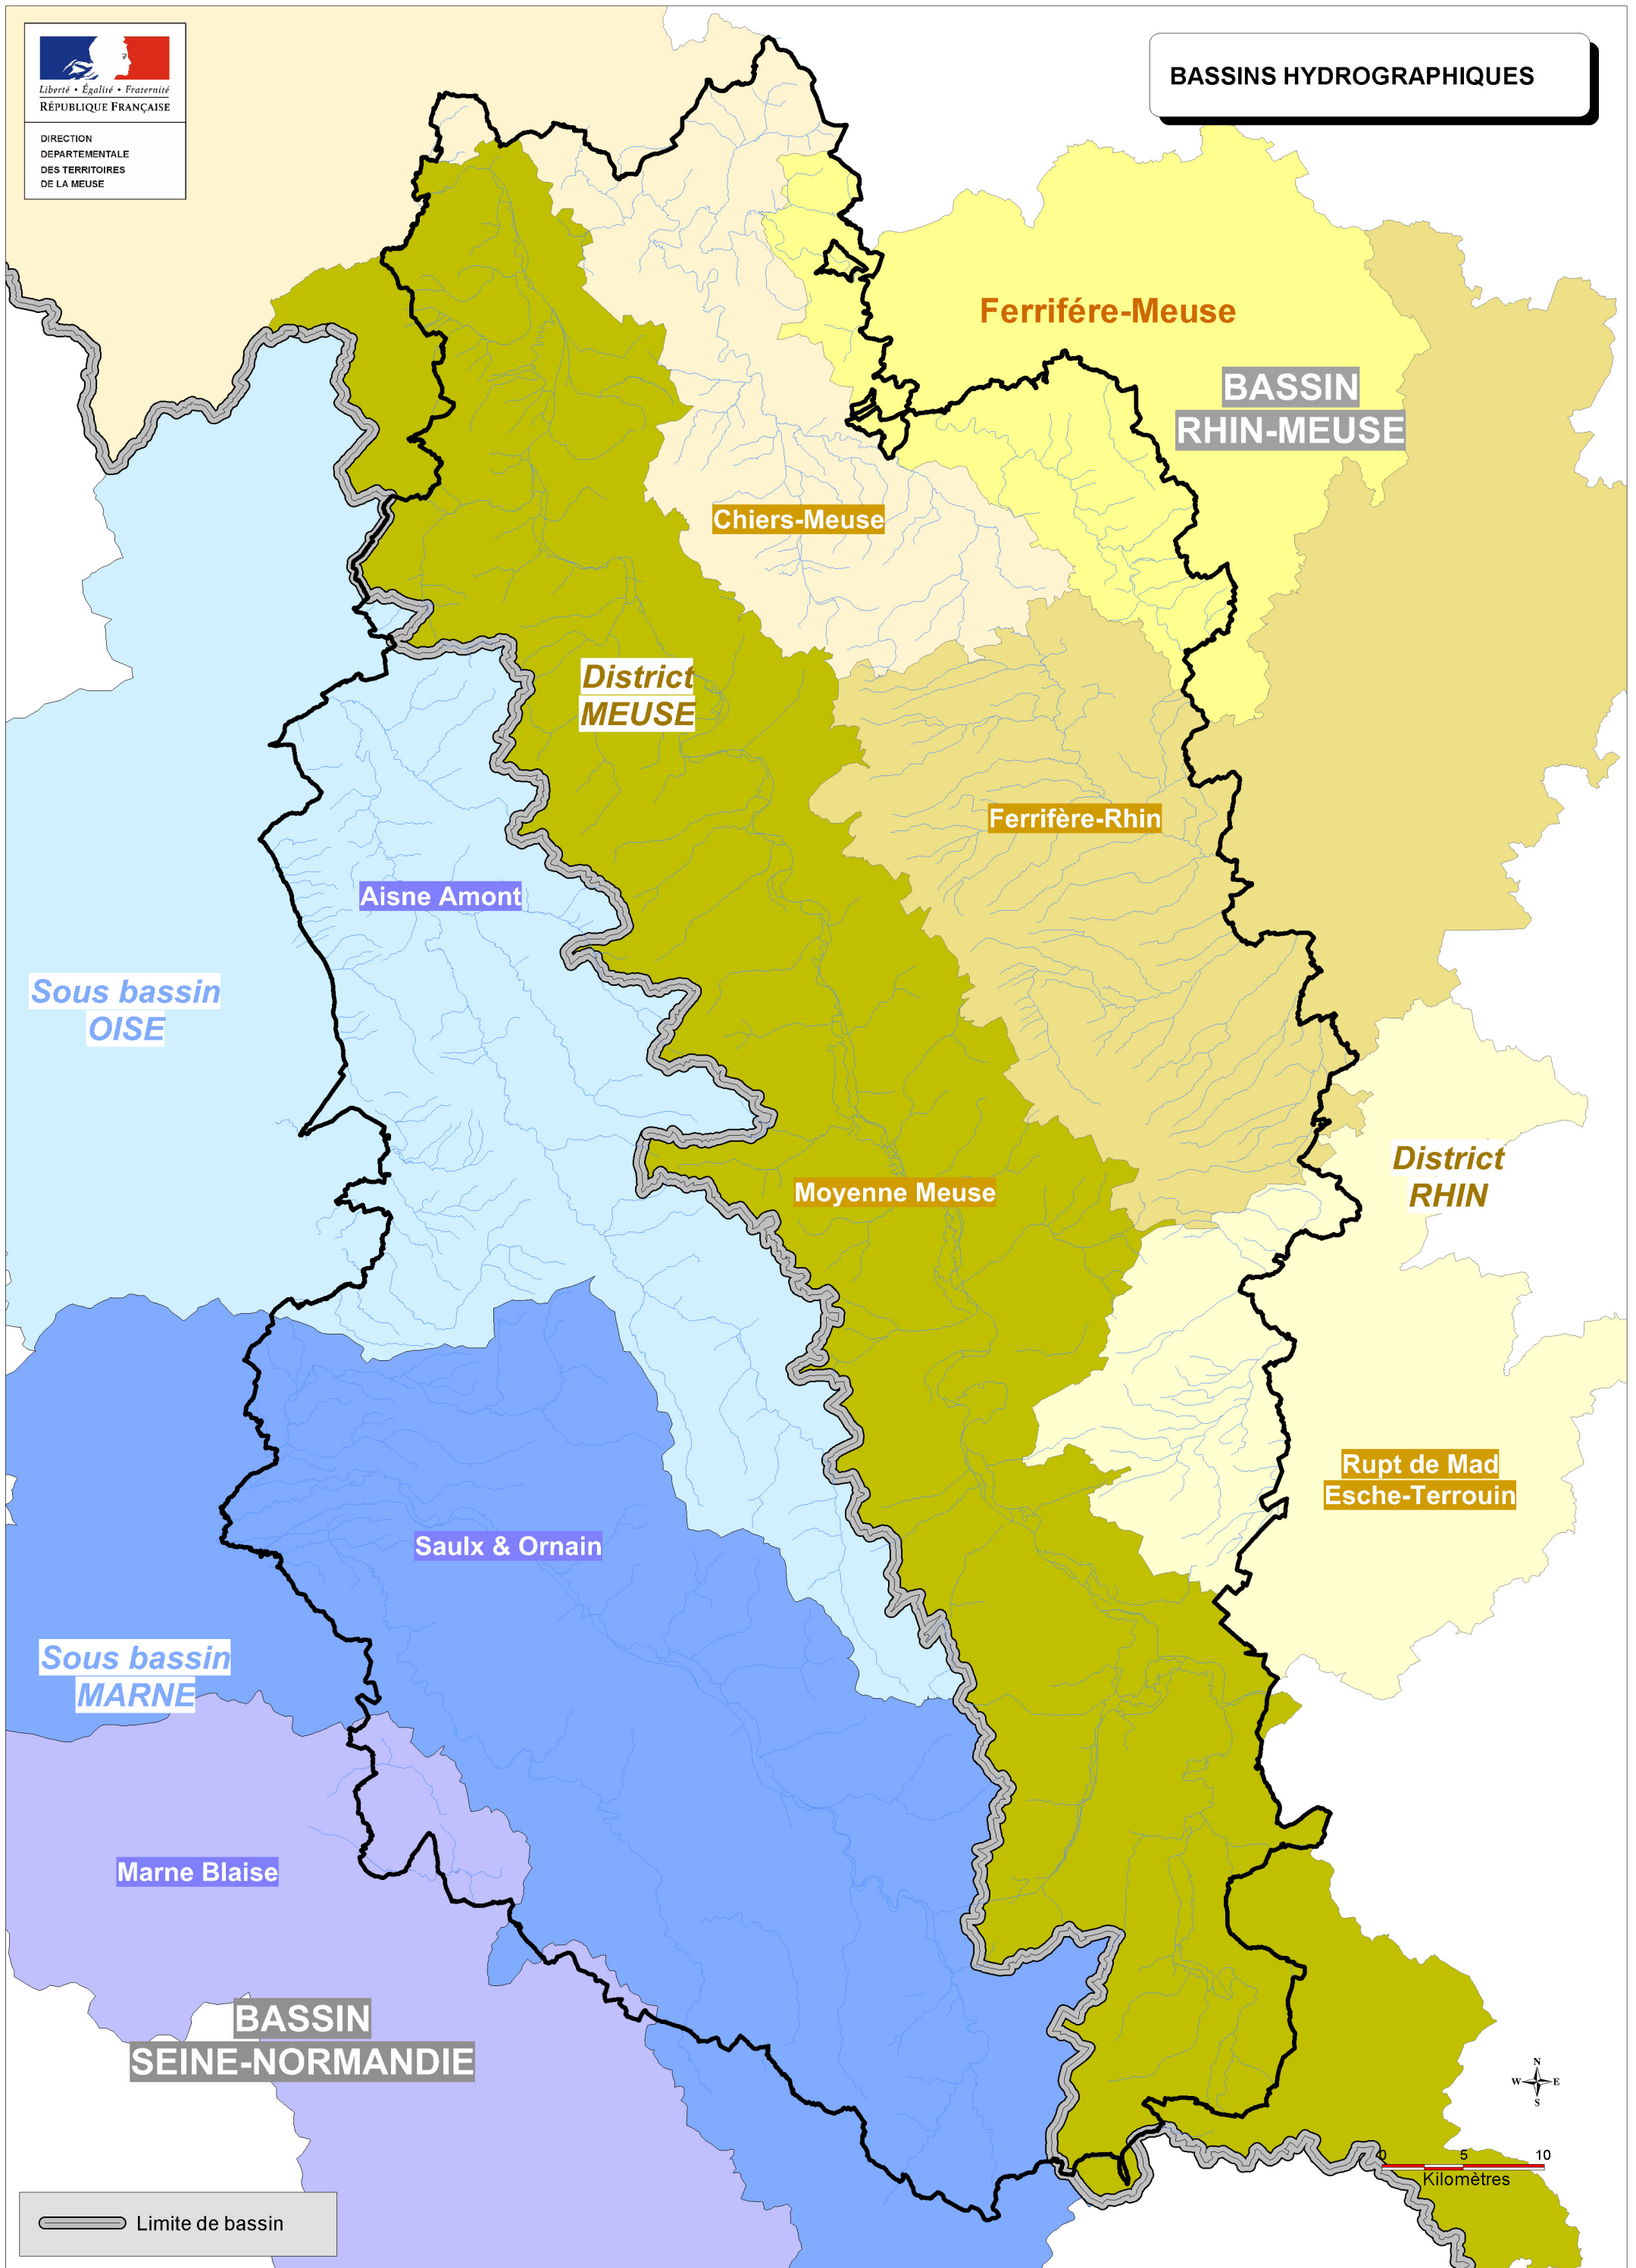 Liberté • Égalité • Fraternité
RÉPUBLIQUE FRANÇAISE
DIRECTION
DEPARTEMENTALE
DES TERRITOIRES
DE LA MEUSE
BASSINS HYDROGRAPHIQUES
Ferrifére-Meuse
BASSIN
RHIN-MEUSE
Chiers-Meuse
District
MEUSE
Ferrifère-Rhin
Aisne Amont
Sous bassin
OISE
District
RHIN
Moyenne Meuse
Rupt de Mad
Esche-Terrouin
Saulx & Ornain
Sous bassin
MARNE
Marne Blaise
BASSIN
SEINE-NORMANDIE
N
W E
S
0 5 10
Kilomètres
Limite de bassin